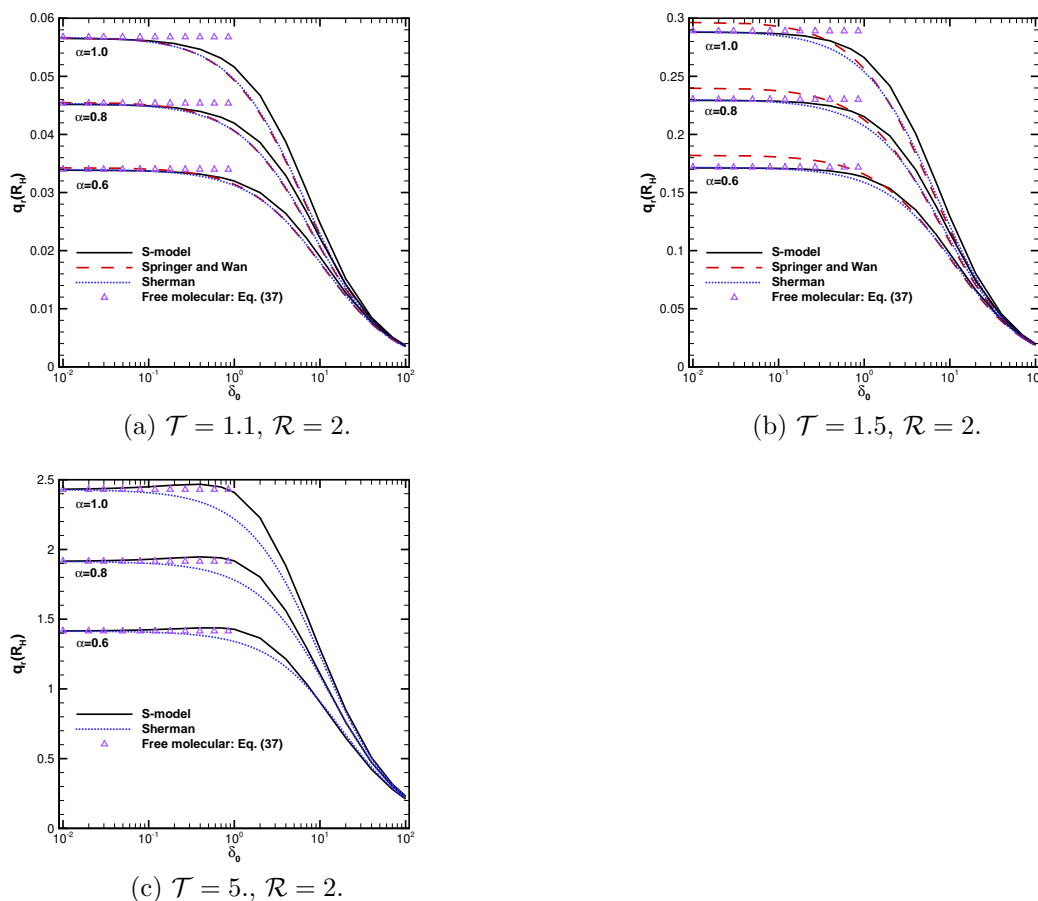 0.06
0.05
0.04
0.03
0.02
0.01
0
q_r(R_H)
α=1.0
α=0.8
α=0.6
S-model
Springer and Wan
Sherman
Free molecular: Eq. (37)
10^-2 10^-1 10^0 10^1 10^2
δ_0
(a) 𝒯 = 1.1, ℛ = 2.
0.3
0.25
0.2
0.15
0.1
0.05
0
q_r(R_H)
α=1.0
α=0.8
α=0.6
S-model
Springer and Wan
Sherman
Free molecular: Eq. (37)
10^-2 10^-1 10^0 10^1
δ_0
(b) 𝒯 = 1.5, ℛ = 2.
2.5
2
1.5
1
0.5
0
q_r(R_H)
α=1.0
α=0.8
α=0.6
S-model
Sherman
Free molecular: Eq. (37)
10^-2 10^-1 10^0 10^1 10^2
δ_0
(c) 𝒯 = 5., ℛ = 2.